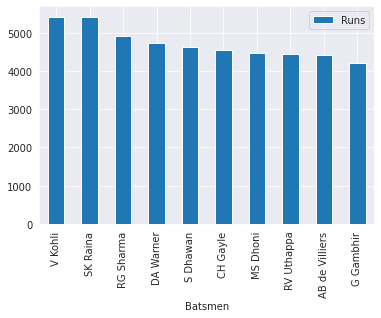 Runs
5000
4000
3000
2000
1000
0
V Kohli
SK Raina
RG Sharma
DA Warner
S Dhawan
CH Gayle
MS Dhoni
RV Uthappa
AB de Villiers
G Gambhir
Batsmen